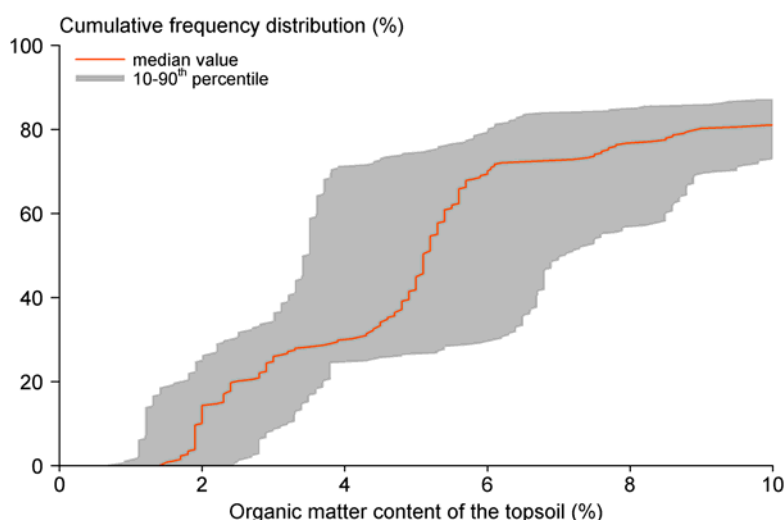 Cumulative frequency distribution (%)
100
median value
10-90th percentile
80
60
40
20
0
0 2 4 6 8 10
Organic matter content of the topsoil (%)